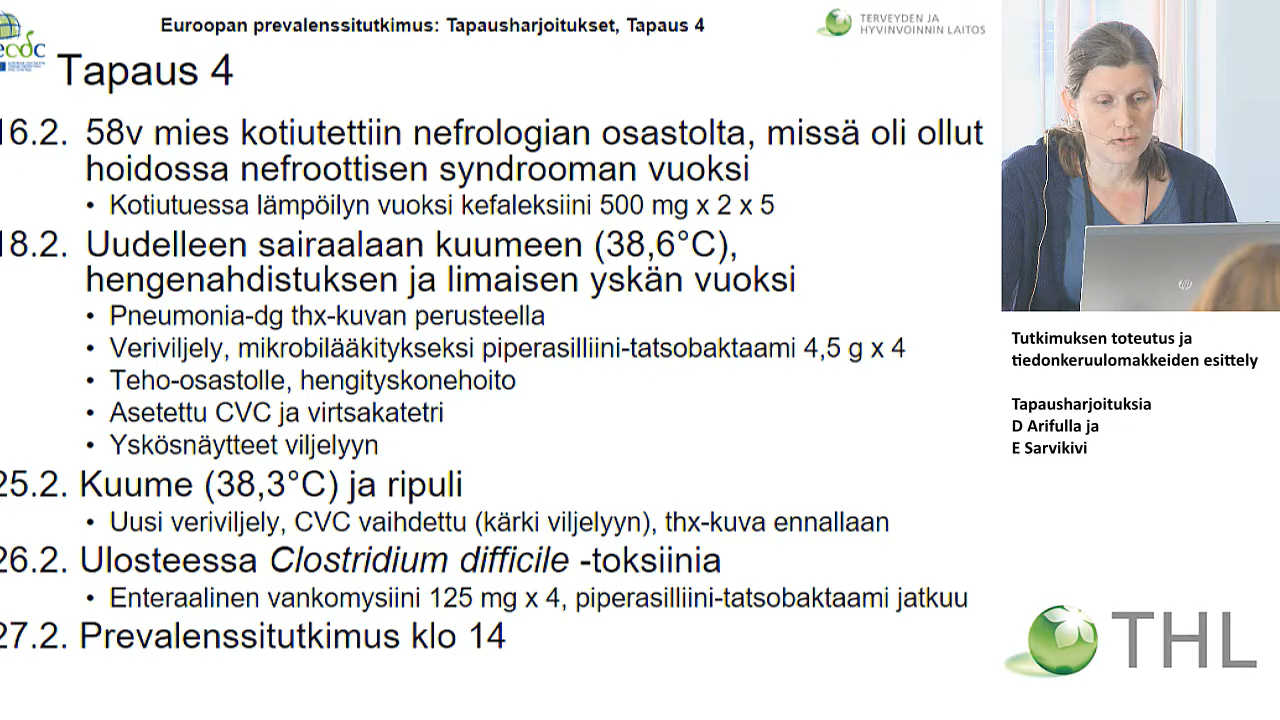 Euroopan prevalenssitutkimus: Tapausharjoitukset, Tapaus 4
TERVEYDEN JA
HYVINVOINNIN LAITOS
ecdc
Tapaus 4
16.2. 58v mies kotiutettiin nefrologian osastolta, missä oli ollut
hoidossa nefroottisen syndrooman vuoksi
• Kotiutuessa lämpöilyn vuoksi kefaleksiini 500 mg x 2 x 5
18.2. Uudelleen sairaalaan kuumeen (38,6°C),
hengenahdistuksen ja limaisen yskän vuoksi
• Pneumonia-dg thx-kuvan perusteella
• Veriviljely, mikrobilääkitykseksi piperasilliini-tatsobaktaami 4,5 g x 4
• Teho-osastolle, hengityskonehoito
• Asetettu CVC ja virtsakatetri
• Yskösnäytteet viljelyyn
25.2. Kuume (38,3°C) ja ripuli
• Uusi veriviljely, CVC vaihdettu (kärki viljelyyn), thx-kuva ennallaan
26.2. Ulosteessa Clostridium difficile -toksiinia
• Enteraalinen vankomysiini 125 mg x 4, piperasilliini-tatsobaktaami jatkuu
27.2. Prevalenssitutkimus klo 14
hp
Tutkimuksen toteutus ja
tiedonkeruulomakkeiden esittely
Tapausharjoituksia
D Arifulla ja
E Sarvikivi
THL